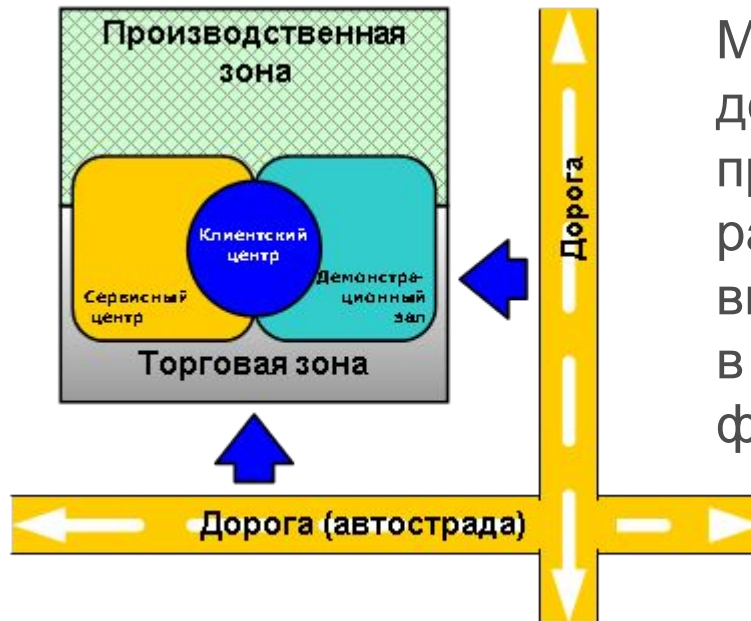 Производственная
зона
Клиентский
центр
Сервисный
центр
Демонстра-
ционный
зал
Торговая зона
Дорога
Дорога (автострада)
в